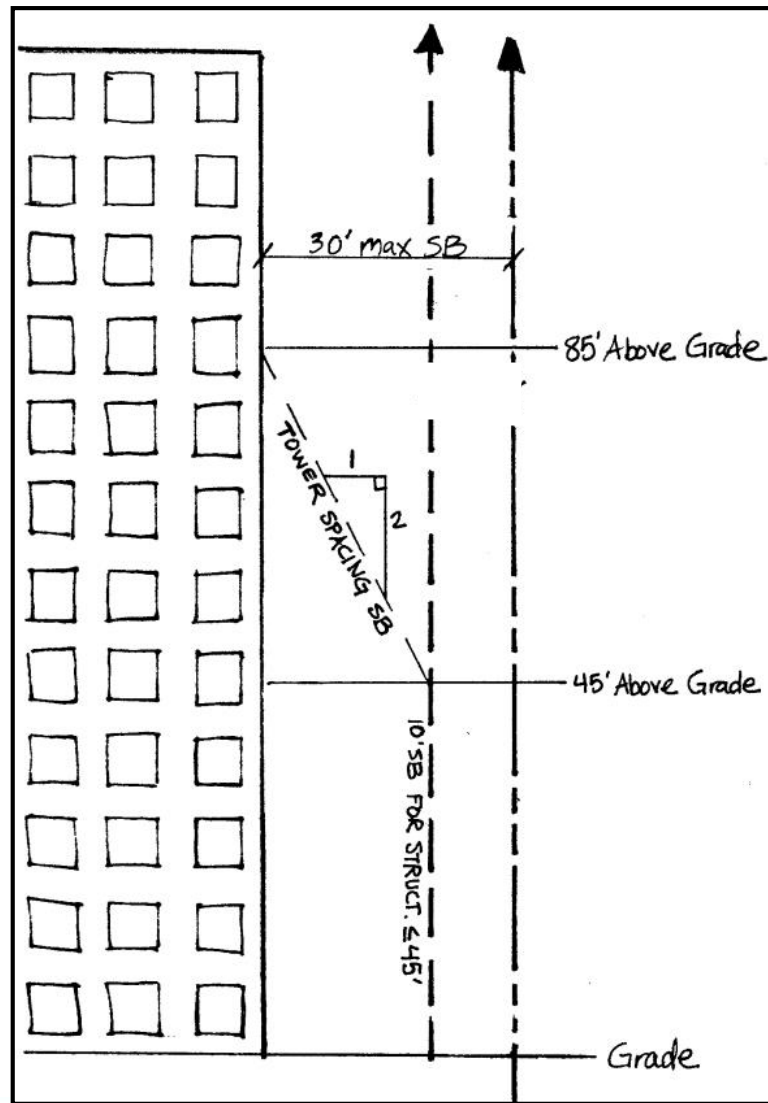 30' max SB
85' Above Grade
1
TOWER SPACING SB
2
45' Above Grade
10' SB FOR STRUCT. ≤ 45'
Grade